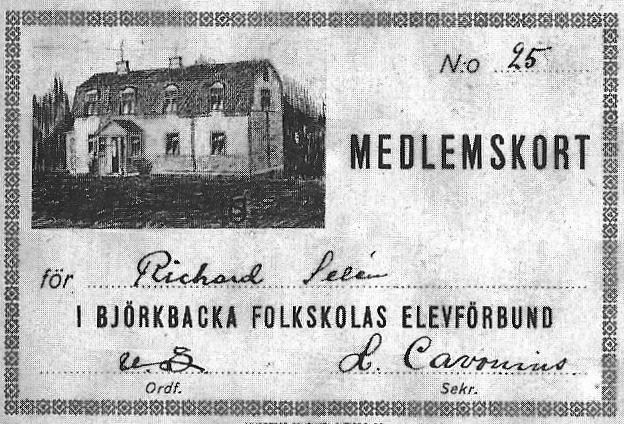 N:o 25
MEDLEMSKORT
för Richard Selén
I BJÖRKBACKA FOLKSKOLAS ELEVFÖRBUND
L. Cavonius
Ordf. Sekr.